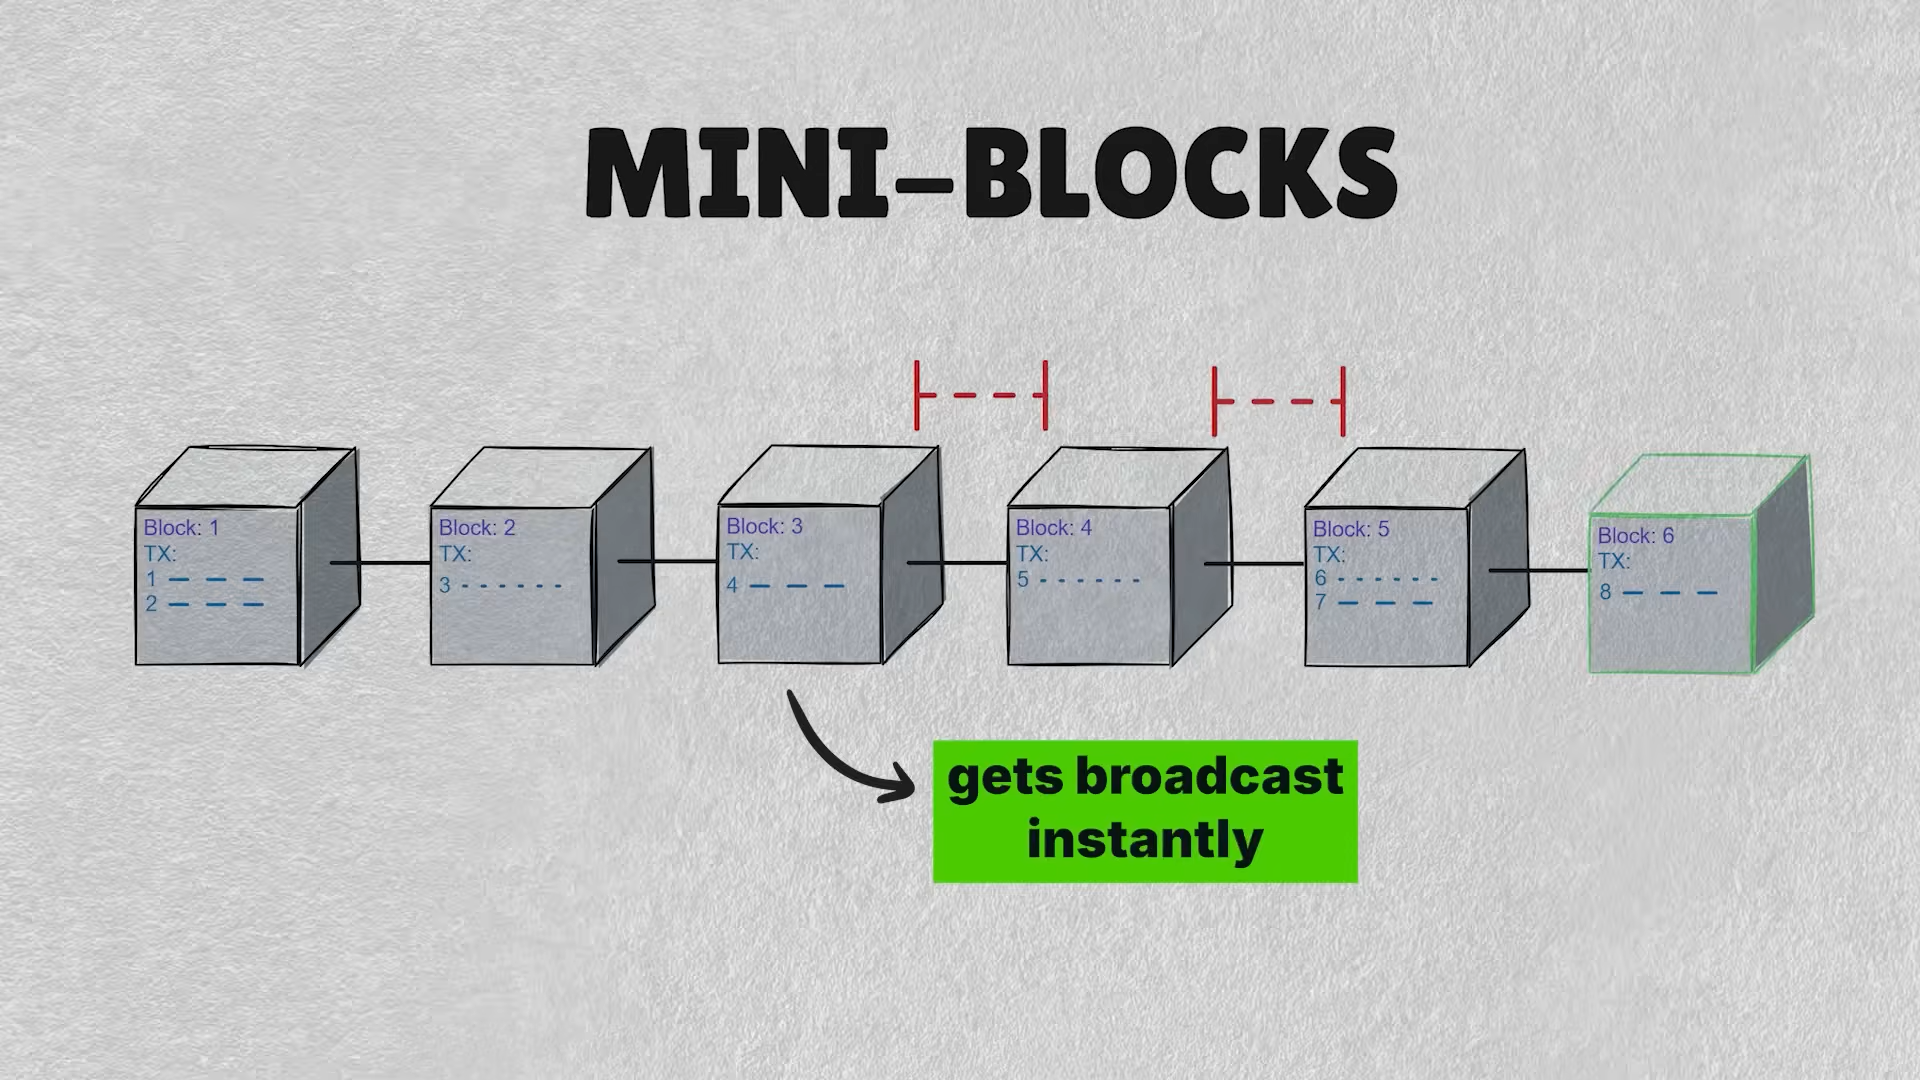 MINI-BLOCKS
Block: 1
TX:
1
2
Block: 2
TX:
3
Block: 3
TX:
4
Block: 4
TX:
5
Block: 5
TX:
6
7
Block: 6
TX:
8
gets broadcast
instantly